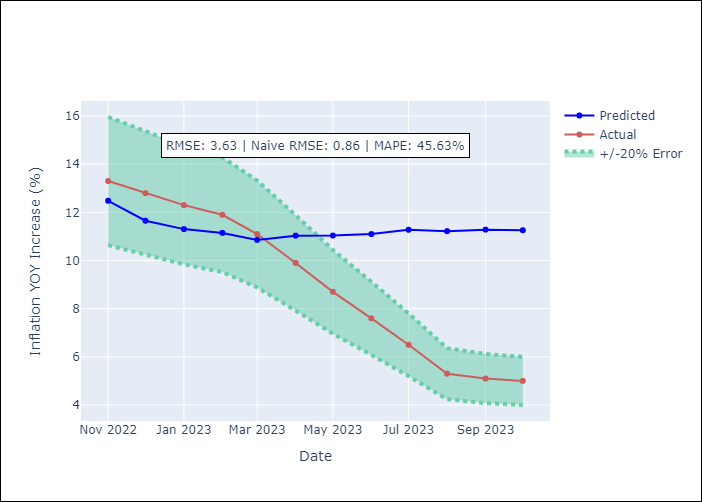 RMSE: 3.63 | Naive RMSE: 0.86 | MAPE: 45.63%
Predicted
Actual
+/-20% Error
Inflation YOY Increase (%)
16
14
12
10
8
6
4
Nov 2022
Jan 2023
Mar 2023
May 2023
Jul 2023
Sep 2023
Date